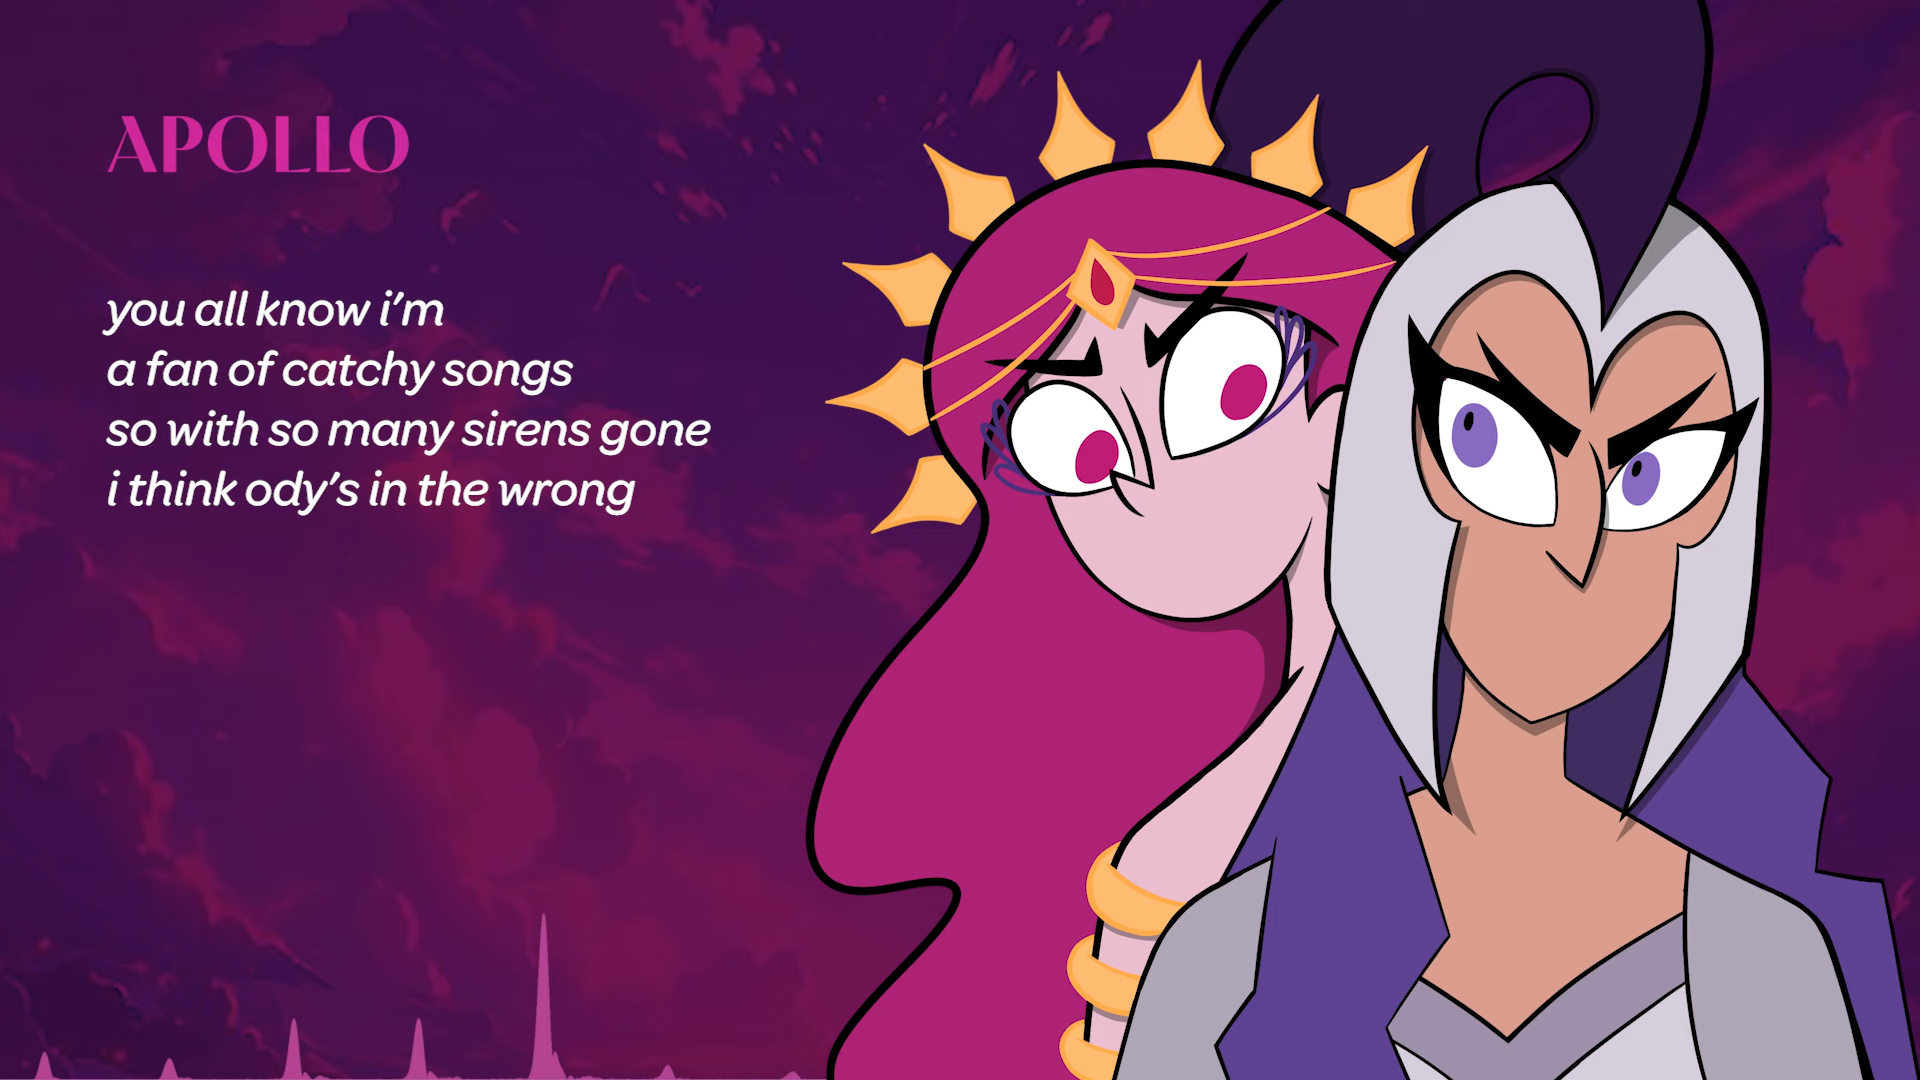 APOLLO
you all know i'm
a fan of catchy songs
so with so many sirens gone
i think ody's in the wrong